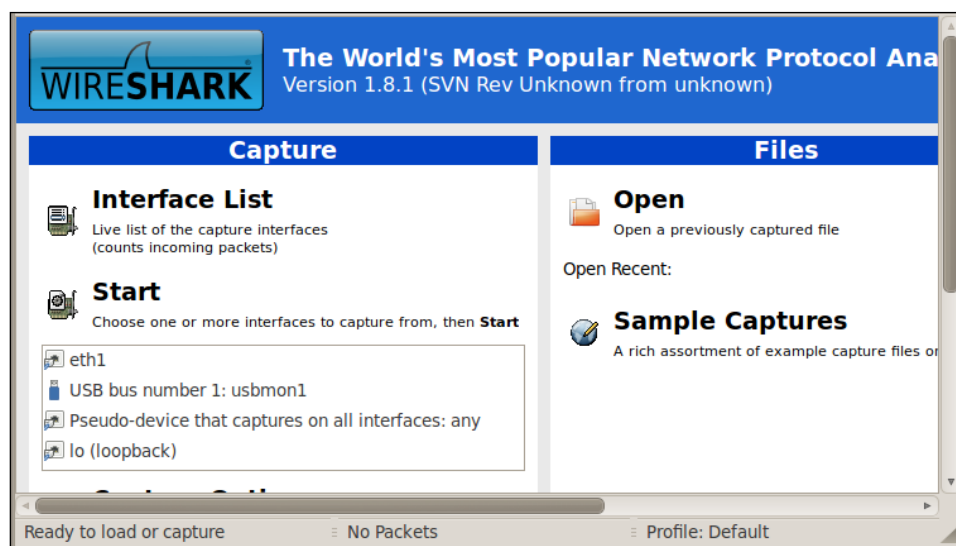 WIRESHARK
The World's Most Popular Network Protocol Ana
Version 1.8.1 (SVN Rev Unknown from unknown)
Capture
Interface List
Live list of the capture interfaces
(counts incoming packets)
Start
Choose one or more interfaces to capture from, then Start
eth1
USB bus number 1: usbmon1
Pseudo-device that captures on all interfaces: any
lo (loopback)
Files
Open
Open a previously captured file
Open Recent:
Sample Captures
A rich assortment of example capture files on
Ready to load or capture
No Packets
Profile: Default